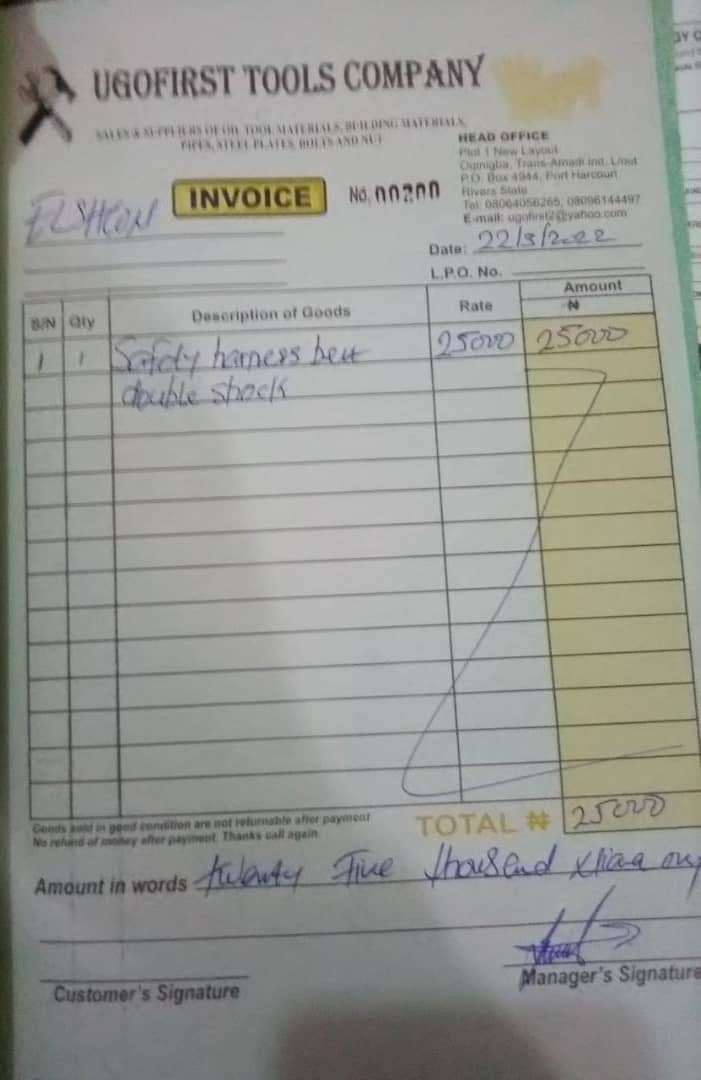 UGOFIRST TOOLS COMPANY
SALES & SUPPLIERS OF OIL TOOL MATERIALS, BUILDING MATERIALS,
PIPES, STEEL PLATES, BOLTS AND NUT
HEAD OFFICE
Plot 1 New Layout
Oginigba, Trans-Amadi Ind. L/out
P.O. Box 4944, Port Harcourt
Rivers State
Tel: 08064056265, 08096144497
E-mail: ugofirst2@yahoo.com
ELSHCON
INVOICE
No. 00200
Date: 22/3/2022
L.P.O. No.
S/N Qty Description of Goods Rate Amount
₦
1 1 Safety harness belt 25000 25000
double shock
Goods sold in good condition are not returnable after payment
No refund of money after payment. Thanks call again
TOTAL ₦ 25000
Amount in words twenty Five thousand naira only
Customer's Signature
Manager's Signature